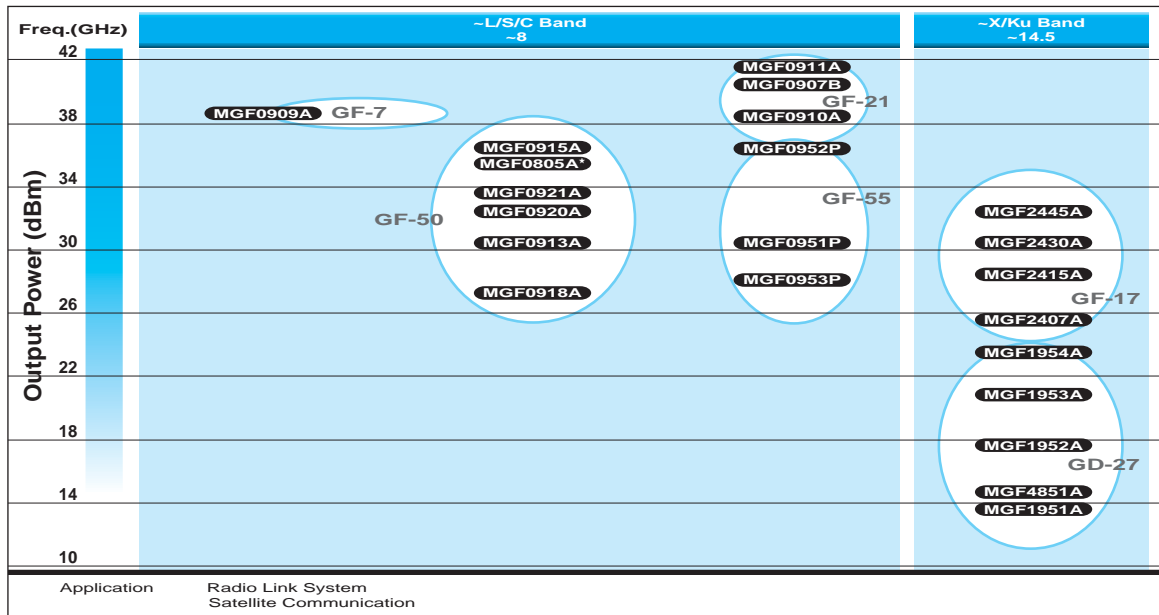 Freq.(GHz)
~L/S/C Band
~8
~X/Ku Band
~14.5
Output Power (dBm)
42
38
34
30
26
22
18
14
10
MGF0909A
GF-7
MGF0915A
MGF0805A*
MGF0921A
MGF0920A
GF-50
MGF0913A
MGF0918A
MGF0911A
MGF0907B
GF-21
MGF0910A
MGF0952P
GF-55
MGF0951P
MGF0953P
MGF2445A
MGF2430A
MGF2415A
GF-17
MGF2407A
MGF1954A
MGF1953A
MGF1952A
GD-27
MGF4851A
MGF1951A
Application
Radio Link System
Satellite Communication